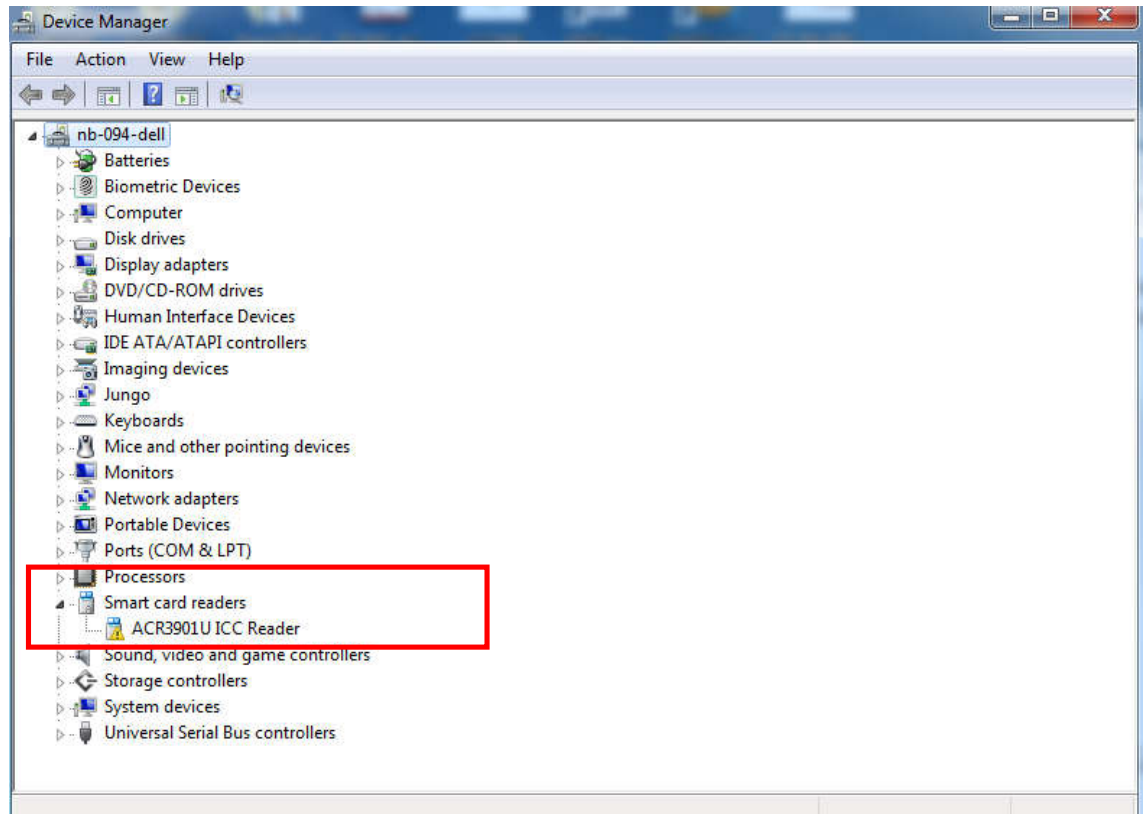 Device Manager
File Action View Help
nb-094-dell
Batteries
Biometric Devices
Computer
Disk drives
Display adapters
DVD/CD-ROM drives
Human Interface Devices
IDE ATA/ATAPI controllers
Imaging devices
Jungo
Keyboards
Mice and other pointing devices
Monitors
Network adapters
Portable Devices
Ports (COM & LPT)
Processors
Smart card readers
ACR3901U ICC Reader
Sound, video and game controllers
Storage controllers
System devices
Universal Serial Bus controllers